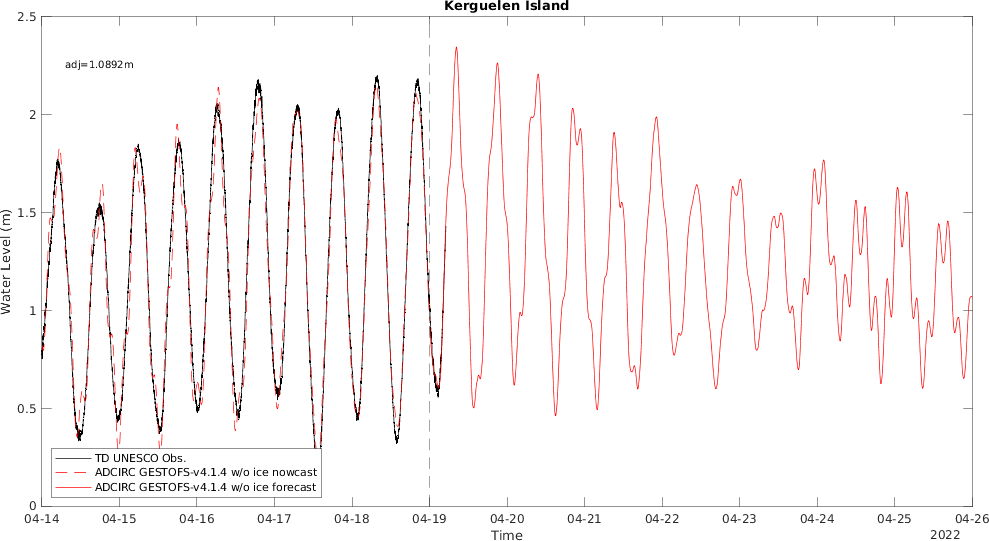 Kerguelen Island
adj=1.0892m
Water Level (m)
2.5
2
1.5
1
0.5
0
TD UNESCO Obs.
ADCIRC GESTOFS-v4.1.4 w/o ice nowcast
ADCIRC GESTOFS-v4.1.4 w/o ice forecast
04-14 04-15 04-16 04-17 04-18 04-19 04-20 04-21 04-22 04-23 04-24 04-25 04-26
Time
2022